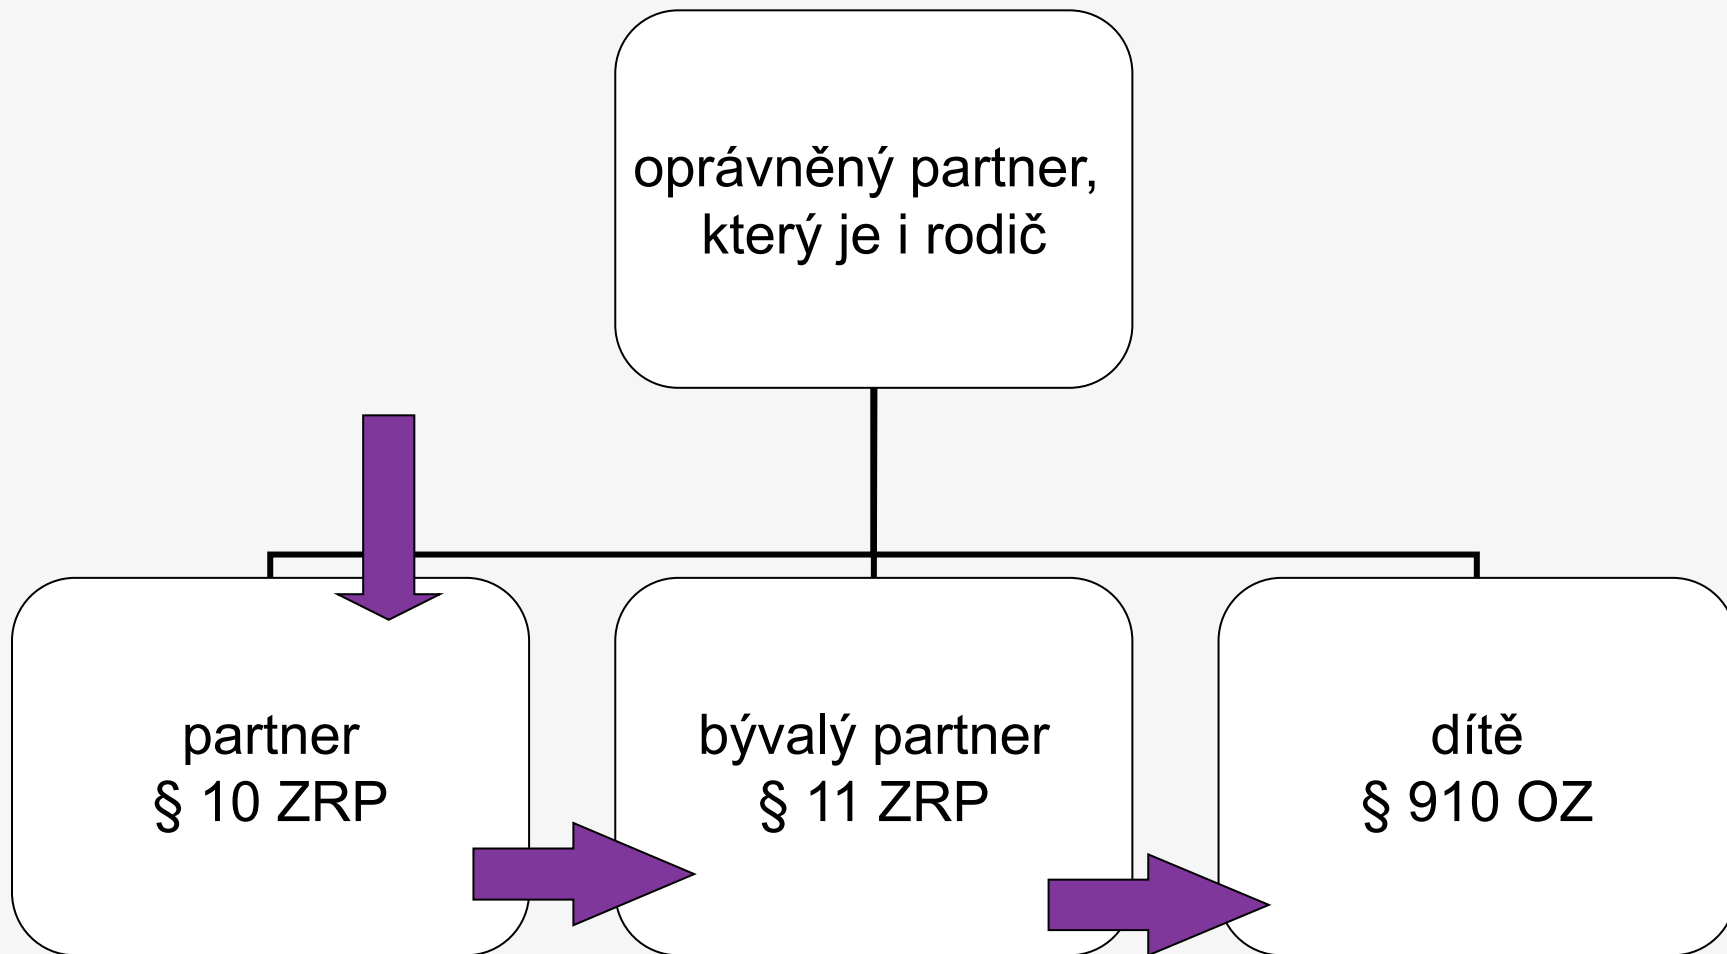 oprávněný partner,
který je i rodič
partner
§ 10 ZRP
bývalý partner
§ 11 ZRP
dítě
§ 910 OZ